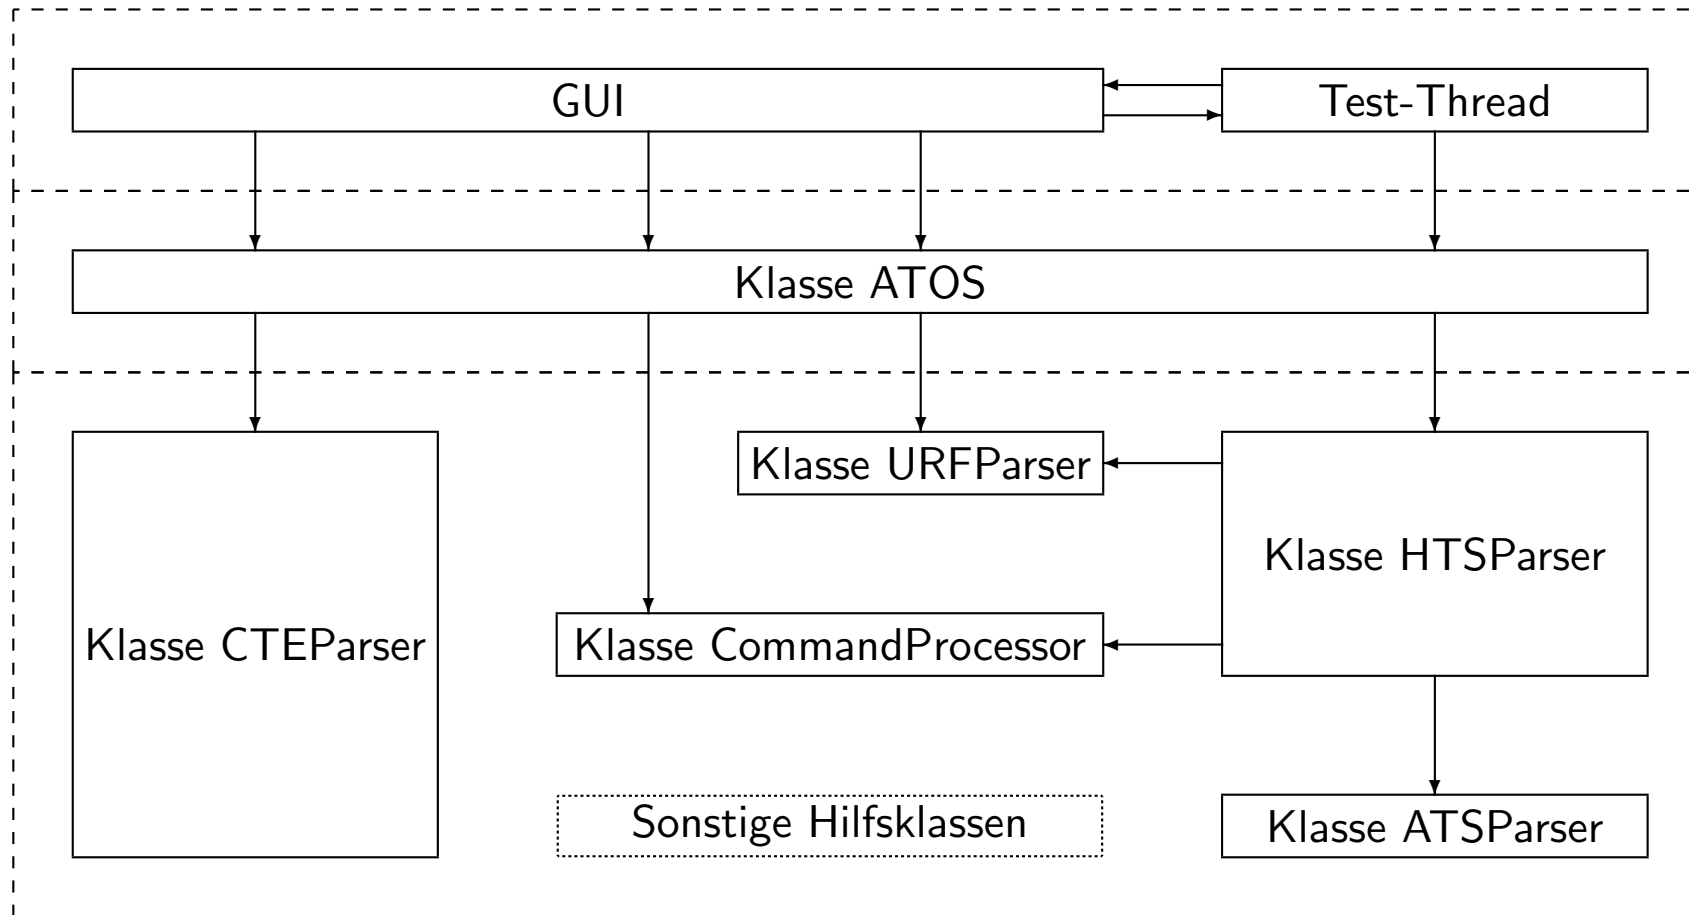 GUI
Test-Thread
Klasse ATOS
Klasse URFParser
Klasse HTSParser
Klasse CTEParser
Klasse CommandProcessor
Sonstige Hilfsklassen
Klasse ATSParser